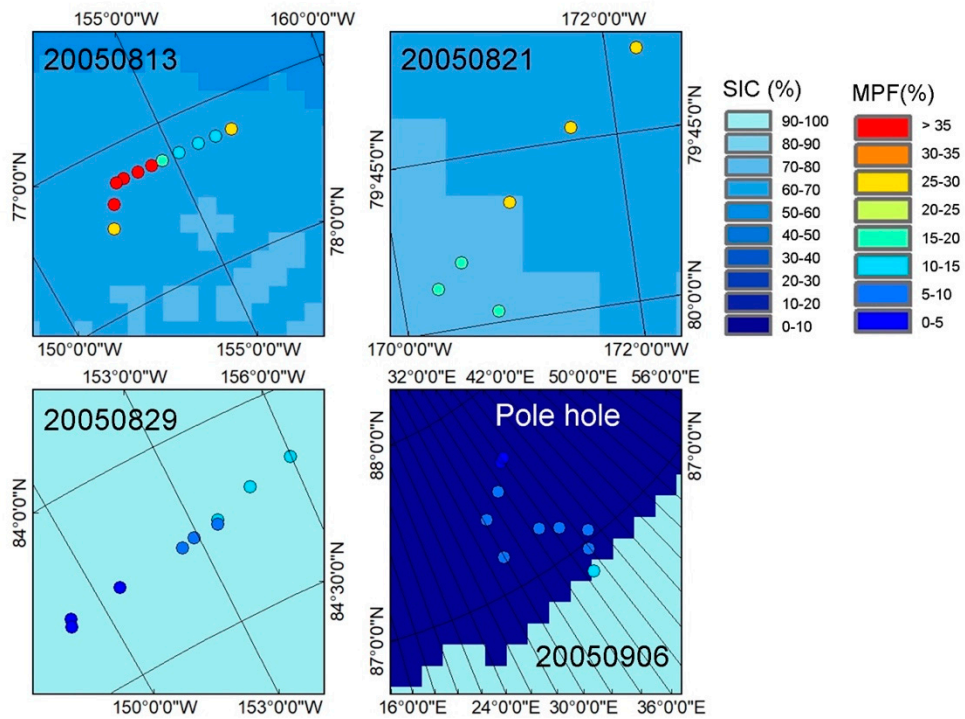 155°0'0"W 160°0'0"W
20050813
77°0'0"N
78°0'0"N
150°0'0"W 155°0'0"W
172°0'0"W
20050821
79°45'0"N
79°45'0"N
80°0'0"N
170°0'0"W 172°0'0"W
SIC (%)
90-100
80-90
70-80
60-70
50-60
40-50
30-40
20-30
10-20
0-10
MPF(%)
> 35
30-35
25-30
20-25
15-20
10-15
5-10
0-5
153°0'0"W 156°0'0"W
20050829
84°0'0"N
84°30'0"N
150°0'0"W 153°0'0"W
32°0'0"E 42°0'0"E 50°0'0"E 56°0'0"E
Pole hole
88°0'0"N
87°0'0"N
87°0'0"N
20050906
16°0'0"E 24°0'0"E 32°0'0"E 40°0'0"E